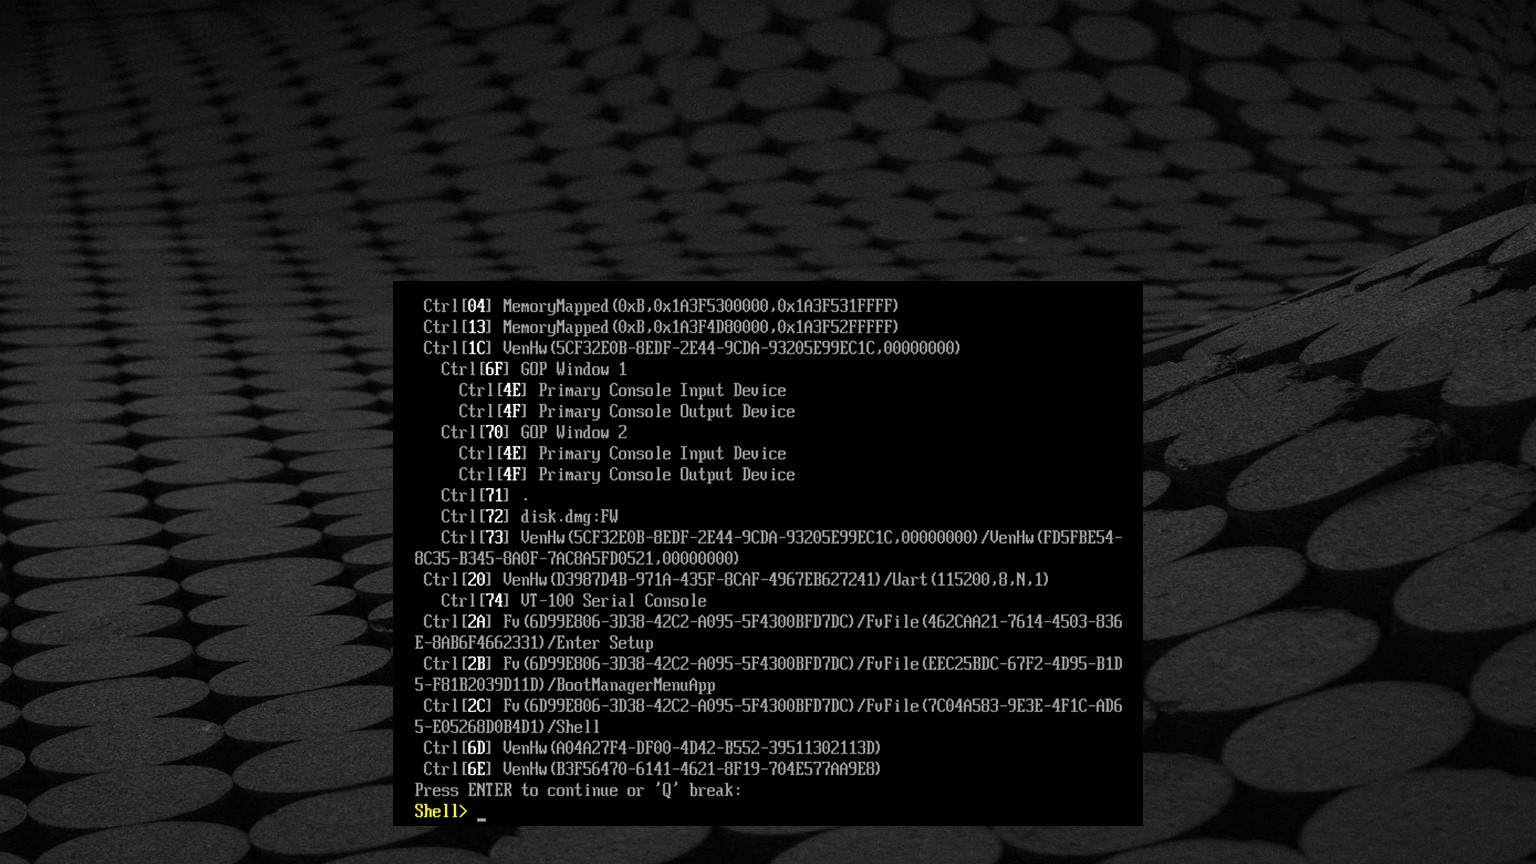 Ctrl[04] MemoryMapped(0xB,0x1A3F5300000,0x1A3F531FFFF)
Ctrl[13] MemoryMapped(0xB,0x1A3F4D80000,0x1A3F52FFFFF)
Ctrl[1C] VenHw(5CF32E0B-8EDF-2E44-9CDA-93205E99EC1C,00000000)
Ctrl[6F] GOP Window 1
Ctrl[4E] Primary Console Input Device
Ctrl[4F] Primary Console Output Device
Ctrl[70] GOP Window 2
Ctrl[4E] Primary Console Input Device
Ctrl[4F] Primary Console Output Device
Ctrl[71] .
Ctrl[72] disk.dmg:FW
Ctrl[73] VenHw(5CF32E0B-8EDF-2E44-9CDA-93205E99EC1C,00000000)/VenHw(FD5FBE54-
8C35-B345-8A0F-7AC8A5FD0521,00000000)
Ctrl[20] VenHw(D3987D4B-971A-435F-8CAF-4967EB627241)/Uart(115200,8,N,1)
Ctrl[74] VT-100 Serial Console
Ctrl[2A] Fv(6D99E806-3D38-42C2-A095-5F4300BFD7DC)/FvFile(462CAA21-7614-4503-836
E-8AB6F4662331)/Enter Setup
Ctrl[2B] Fv(6D99E806-3D38-42C2-A095-5F4300BFD7DC)/FvFile(EEC25BDC-67F2-4D95-B1D
5-F81B2039D11D)/BootManagerMenuApp
Ctrl[2C] Fv(6D99E806-3D38-42C2-A095-5F4300BFD7DC)/FvFile(7C04A583-9E3E-4F1C-AD6
5-E05268D0B4D1)/Shell
Ctrl[6D] VenHw(A04A27F4-DF00-4D42-B552-39511302113D)
Ctrl[6E] VenHw(B3F56470-6141-4621-8F19-704E577AA9E8)
Press ENTER to continue or 'Q' break:
Shell> _